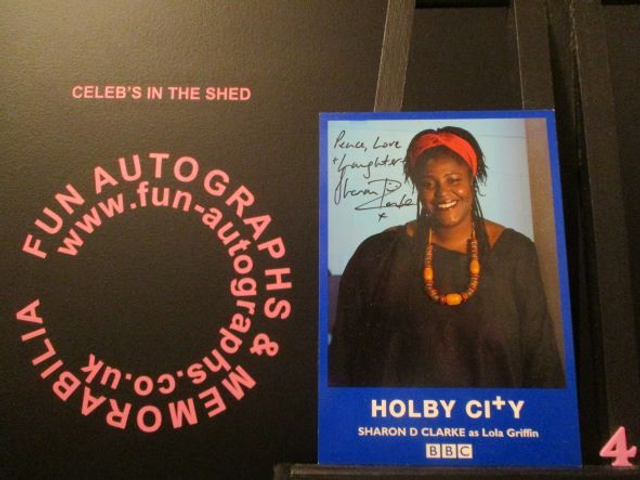 CELEB'S IN THE SHED
FUN AUTOGRAPHS & MEMORABILIA
www.fun-autographs.co.uk
Peace, Love
+ Laughter
Sharon D
Clarke
x
HOLBY CITY
SHARON D CLARKE as Lola Griffin
BBC
4